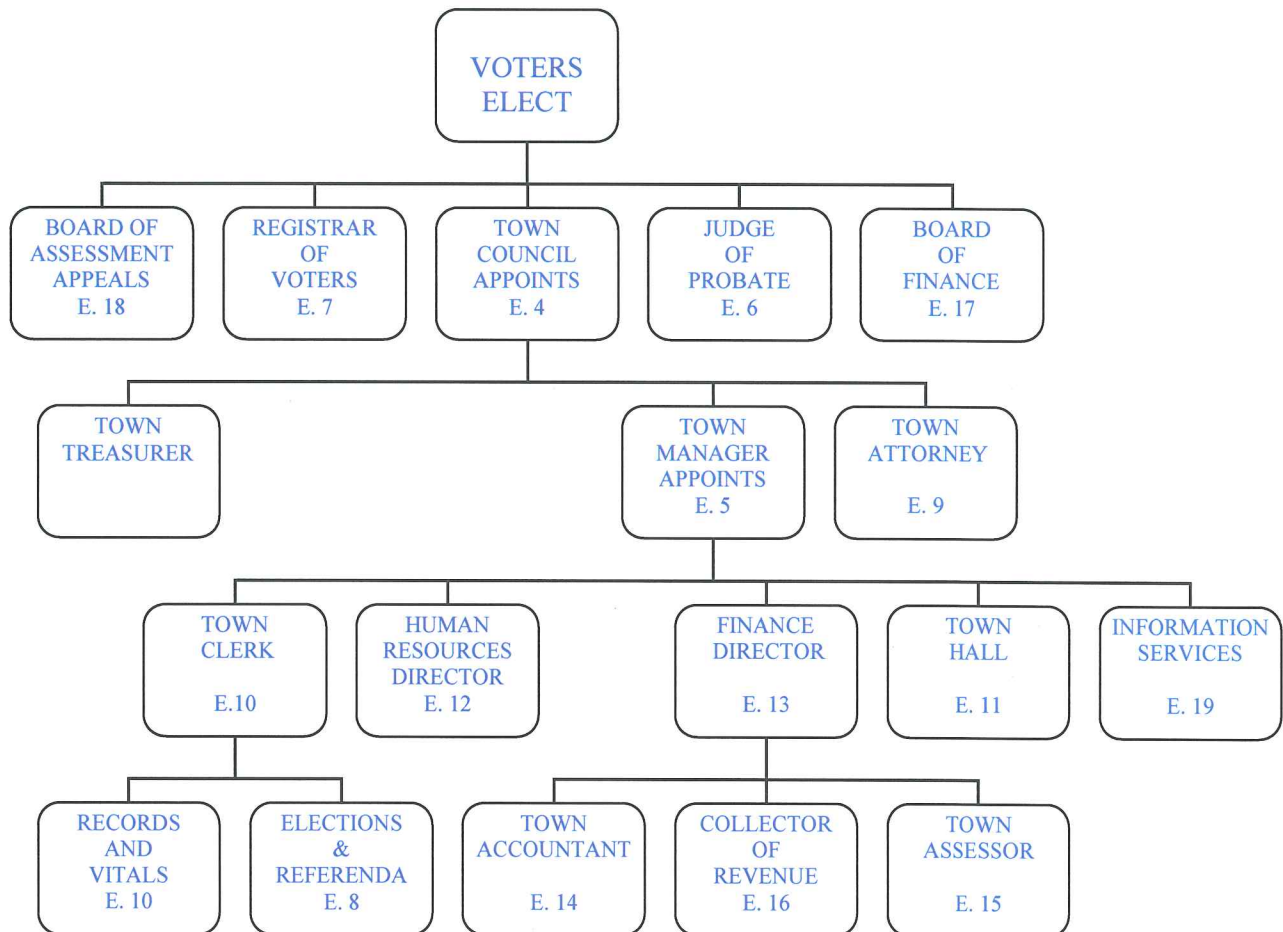 VOTERS
ELECT
BOARD OF
ASSESSMENT
APPEALS
E. 18
REGISTRAR
OF
VOTERS
E. 7
TOWN
COUNCIL
APPOINTS
E. 4
JUDGE
OF
PROBATE
E. 6
BOARD
OF
FINANCE
E. 17
TOWN
TREASURER
TOWN
MANAGER
APPOINTS
E. 5
TOWN
ATTORNEY
E. 9
TOWN
CLERK
E.10
HUMAN
RESOURCES
DIRECTOR
E. 12
FINANCE
DIRECTOR
E. 13
TOWN
HALL
E. 11
INFORMATION
SERVICES
E. 19
RECORDS
AND
VITALS
E. 10
ELECTIONS
&
REFERENDA
E. 8
TOWN
ACCOUNTANT
E. 14
COLLECTOR
OF
REVENUE
E. 16
TOWN
ASSESSOR
E. 15